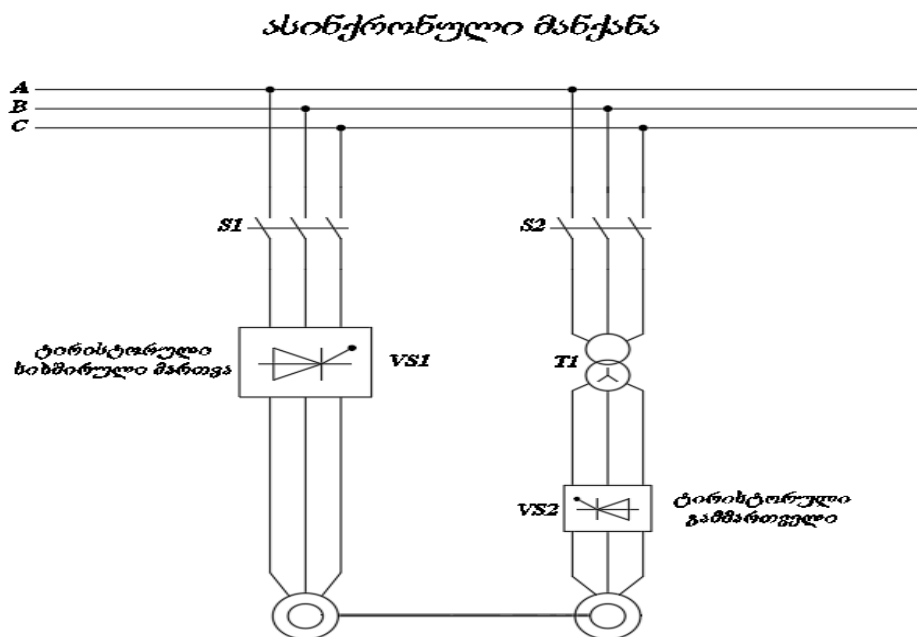 ასინქრონული მანქანა
A
B
C
S1
S2
ტირისტორული
სიხშირული მართვა
VS1
T1
VS2
ტირისტორული
გამმართველი